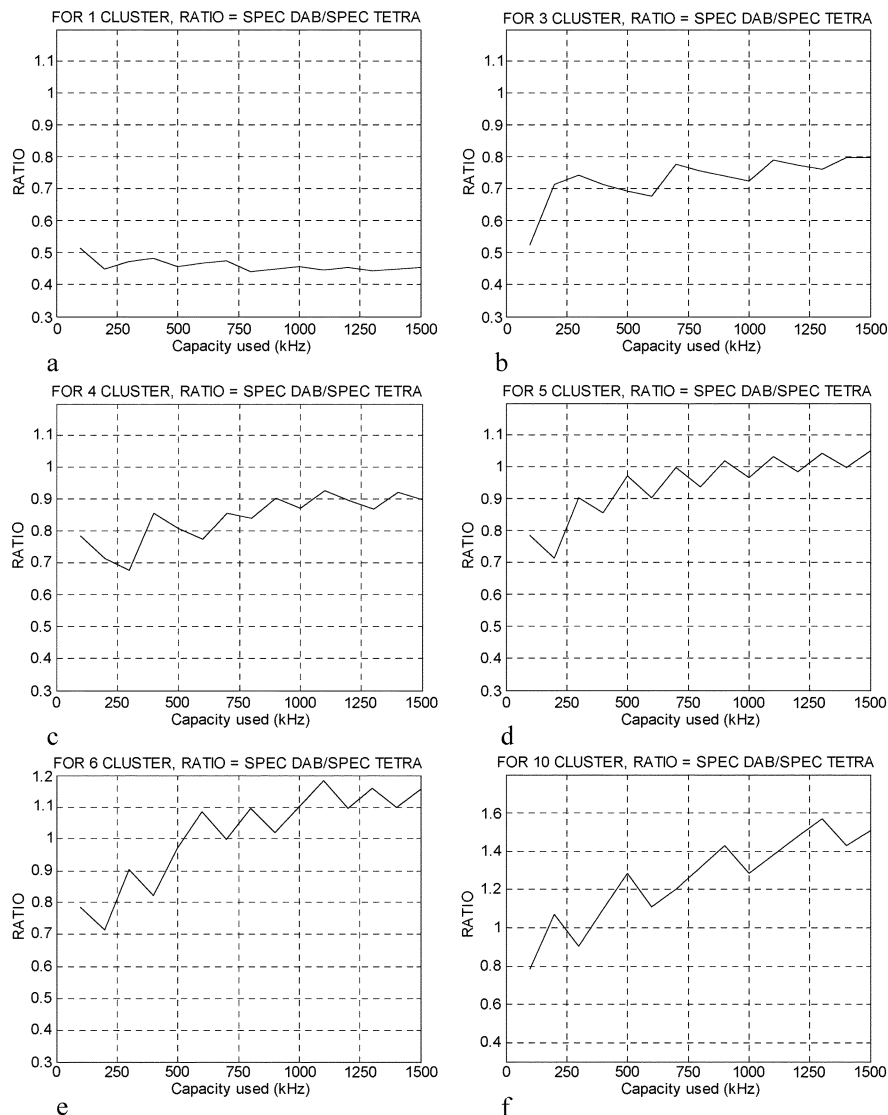 FOR 1 CLUSTER, RATIO = SPEC DAB/SPEC TETRA
1.1
1
0.9
0.8
0.7
0.6
0.5
0.4
0.3
RATIO
0 250 500 750 1000 1250 1500
Capacity used (kHz)
a
FOR 3 CLUSTER, RATIO = SPEC DAB/SPEC TETRA
1.1
1
0.9
0.8
0.7
0.6
0.5
0.4
0.3
RATIO
0 250 500 750 1000 1250 1500
Capacity used (kHz)
b
FOR 4 CLUSTER, RATIO = SPEC DAB/SPEC TETRA
1.1
1
0.9
0.8
0.7
0.6
0.5
0.4
0.3
RATIO
0 250 500 750 1000 1250 1500
Capacity used (kHz)
c
FOR 5 CLUSTER, RATIO = SPEC DAB/SPEC TETRA
1.1
1
0.9
0.8
0.7
0.6
0.5
0.4
0.3
RATIO
0 250 500 750 1000 1250 1500
Capacity used (kHz)
d
FOR 6 CLUSTER, RATIO = SPEC DAB/SPEC TETRA
1.2
1.1
1
0.9
0.8
0.7
0.6
0.5
0.4
0.3
RATIO
0 250 500 750 1000 1250 1500
Capacity used (kHz)
e
FOR 10 CLUSTER, RATIO = SPEC DAB/SPEC TETRA
1.6
1.4
1.2
1
0.8
0.6
0.4
RATIO
0 250 500 750 1000 1250 1500
Capacity used (kHz)
f